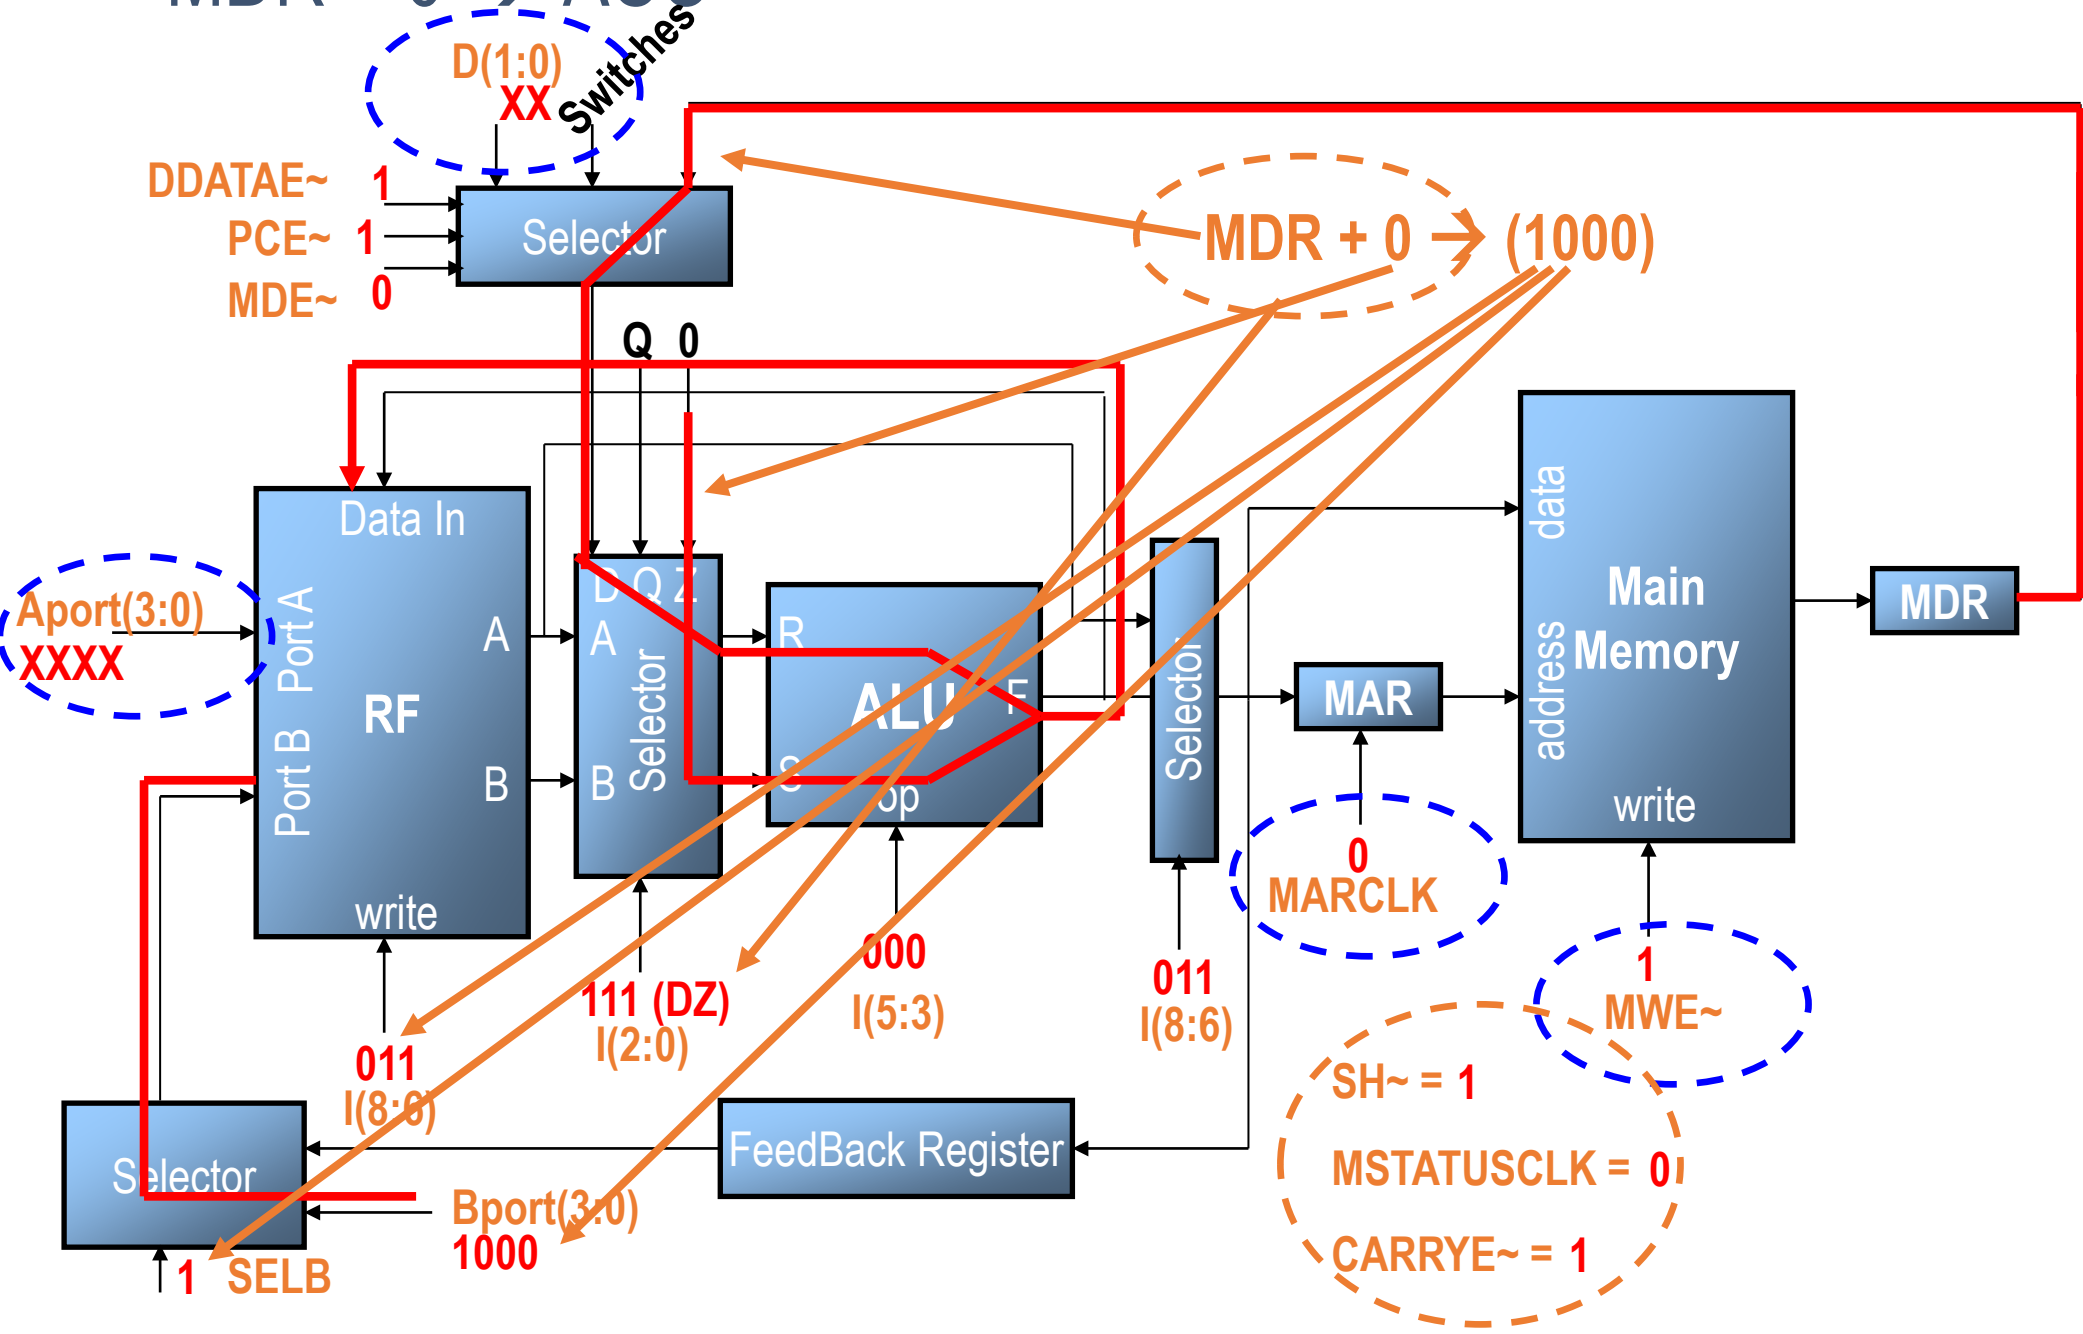 D(1:0)
XX
Switches
DDATAE~ 1
PCE~ 1
MDE~ 0
Selector
MDR + 0 → (1000)
Q 0
Data In
Aport(3:0)
XXXX
Port A
Port B
RF
A
B
write
D Q Z
A
B
Selector
R
S
ALU
F
op
Selector
MAR
data
address
Main
Memory
write
MDR
0
MARCLK
1
MWE~
000
I(5:3)
111 (DZ)
I(2:0)
011
I(8:6)
011
I(8:6)
SH~ = 1
MSTATUSCLK = 0
CARRYE~ = 1
FeedBack Register
Selector
Bport(3:0)
1000
1 SELB